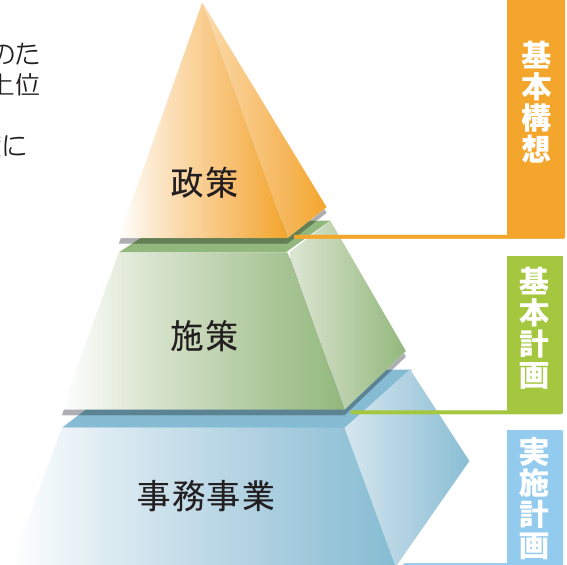 のた
上位
に
政策
施策
事務事業
基本構想
基本計画
実施計画